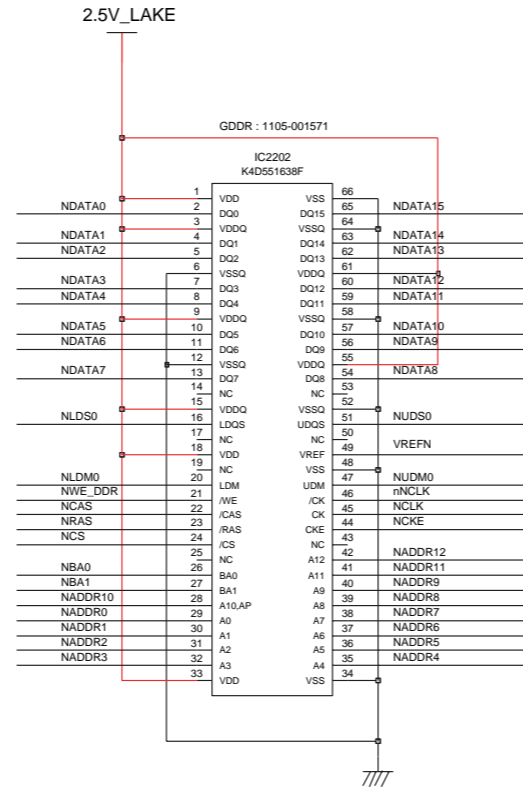 2.5V_LAKE
GDDR : 1105-001571
IC2202
K4D551638F
1 VDD VSS 66
NDATA0 2 DQ0 DQ15 65 NDATA15
3 VDDQ VSSQ 64
NDATA1 4 DQ1 DQ14 63 NDATA14
NDATA2 5 DQ2 DQ13 62 NDATA13
6 VSSQ VDDQ 61
NDATA3 7 DQ3 DQ12 60 NDATA12
NDATA4 8 DQ4 DQ11 59 NDATA11
9 VDDQ VSSQ 58
NDATA5 10 DQ5 DQ10 57 NDATA10
NDATA6 11 DQ6 DQ9 56 NDATA9
12 VSSQ VDDQ 55
NDATA7 13 DQ7 DQ8 54 NDATA8
14 NC NC 53
15 VDDQ VSSQ 52
NLDS0 16 LDQS UDQS 51 NUDS0
17 NC NC 50
18 VDD VREF 49 VREFN
19 NC VSS 48
NLDM0 20 LDM UDM 47 NUDM0
NWE_DDR 21 /WE /CK 46 nNCLK
NCAS 22 /CAS CK 45 NCLK
NRAS 23 /RAS CKE 44 NCKE
NCS 24 /CS NC 43
25 NC A12 42 NADDR12
NBA0 26 BA0 A11 41 NADDR11
NBA1 27 BA1 A9 40 NADDR9
NADDR10 28 A10,AP A8 39 NADDR8
NADDR0 29 A0 A7 38 NADDR7
NADDR1 30 A1 A6 37 NADDR6
NADDR2 31 A2 A5 36 NADDR5
NADDR3 32 A3 A4 35 NADDR4
33 VDD VSS 34